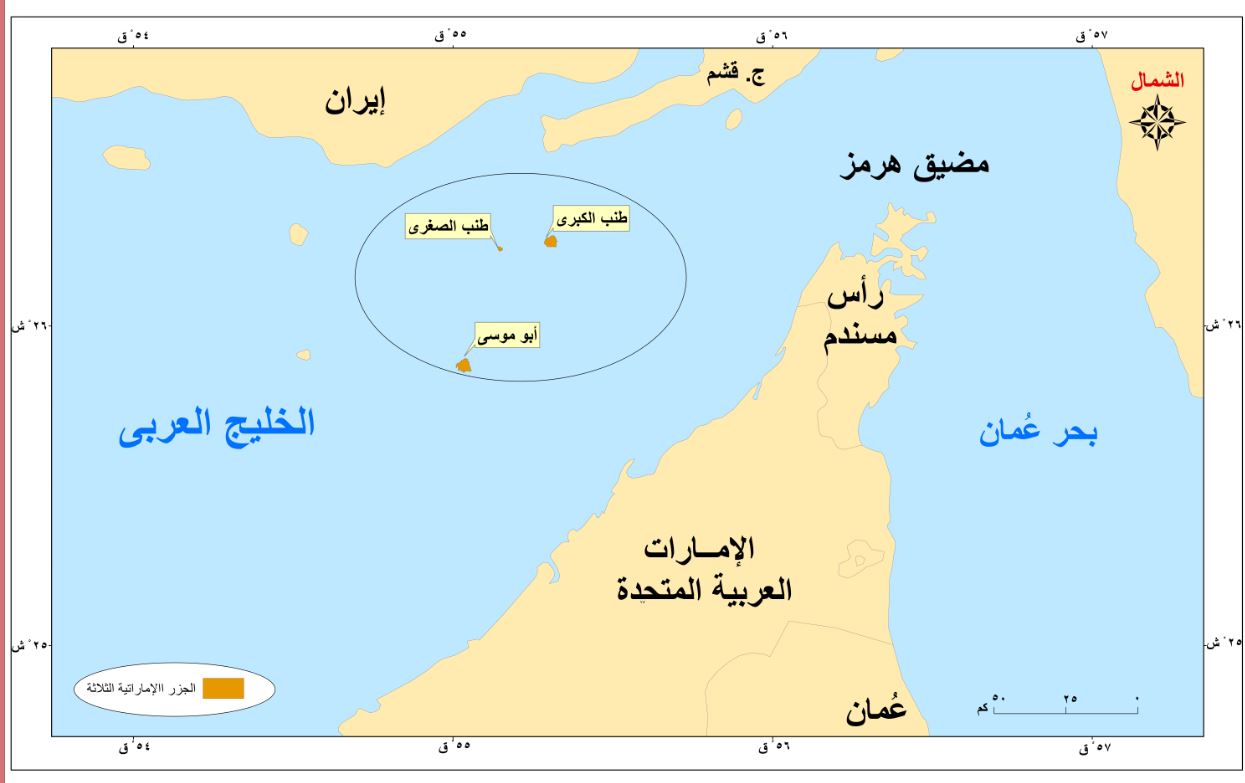 ٥٤ ْ ق
٥٥ ْ ق
٥٦ ْ ق
٥٧ ْ ق
الشمال
ج. قشم
إيران
مضيق هرمز
طنب الكبرى
طنب الصغرى
رأس
مسندم
٢٦ ْ ش
٢٦ ْ ش
أبو موسى
الخليج العربى
بحر عُمان
الإمــارات
العربية المتحدة
٢٥ ْ ش
٢٥ ْ ش
الجزر االإماراتية الثلاثة
عُمان
٠
٢٥
٥٠
كم
٥٤ ْ ق
٥٥ ْ ق
٥٦ ْ ق
٥٧ ْ ق